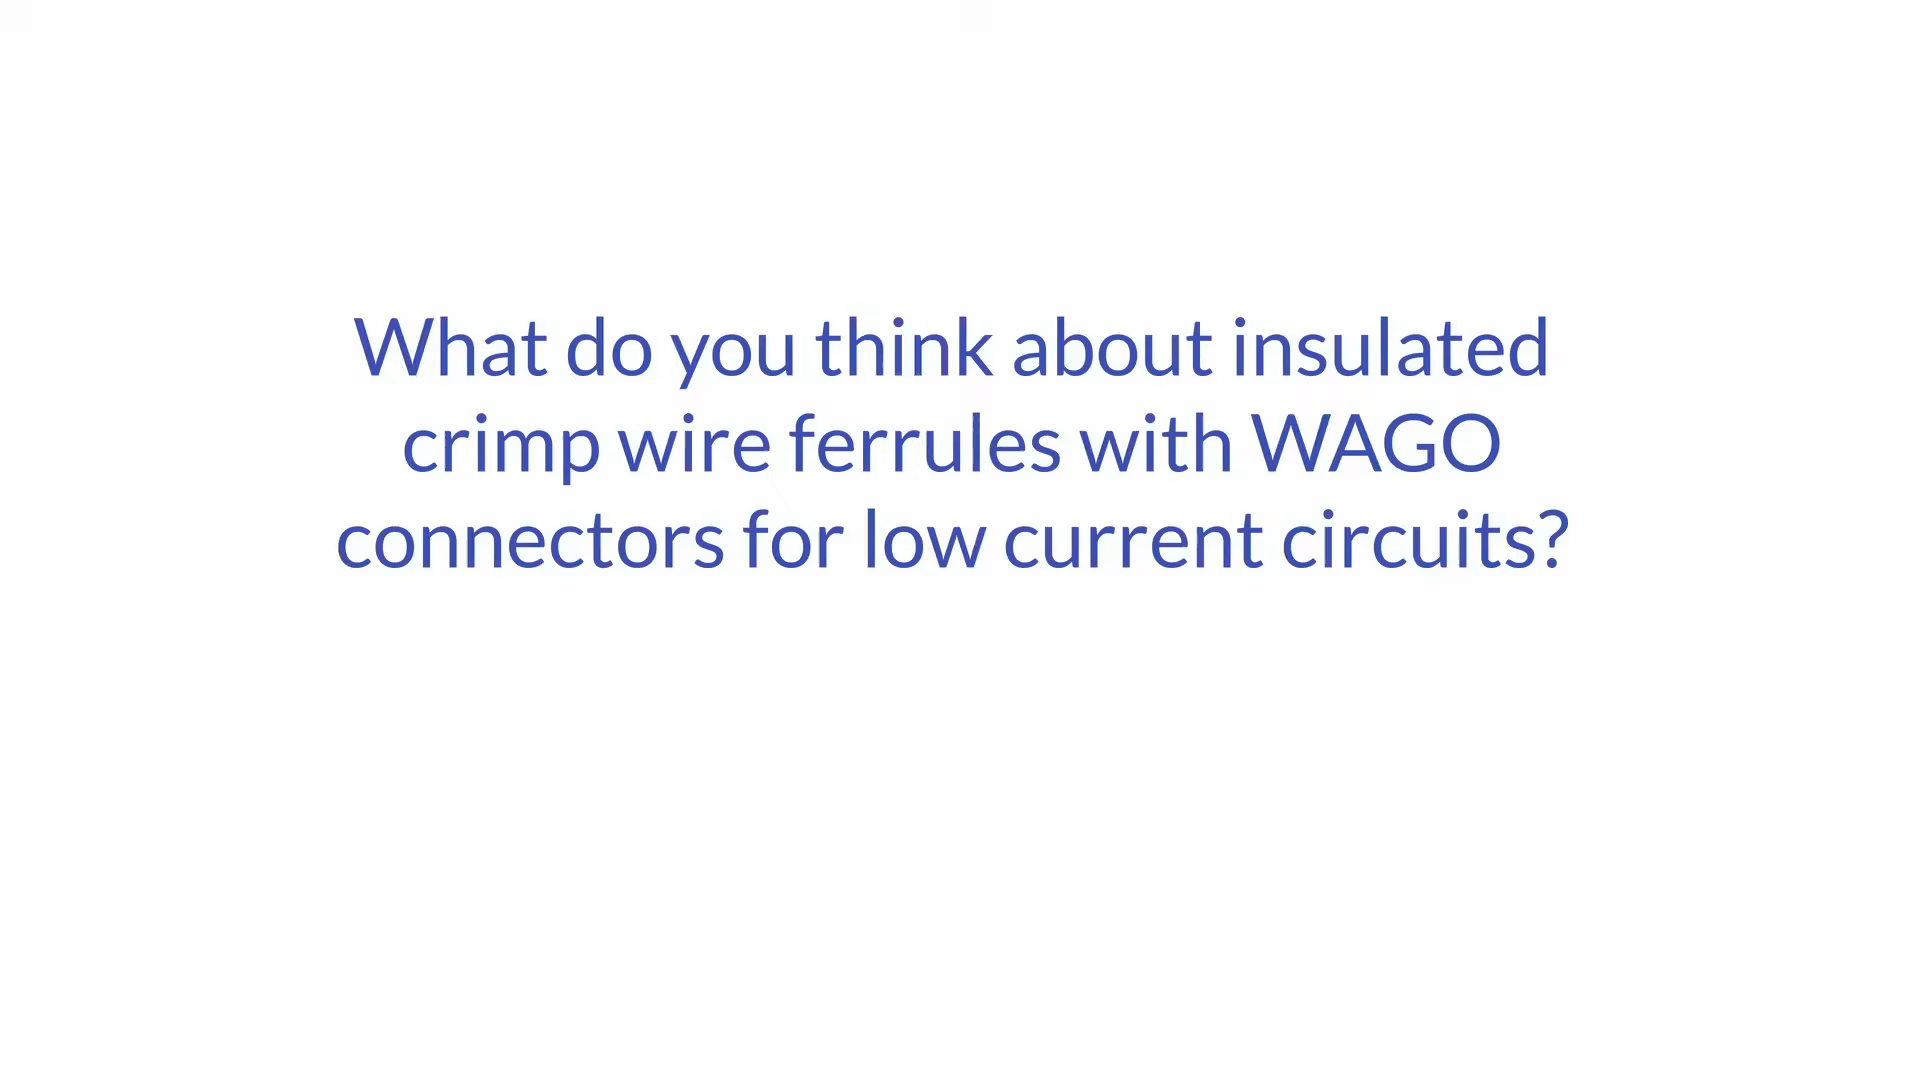 What do you think about insulated
crimp wire ferrules with WAGO
connectors for low current circuits?